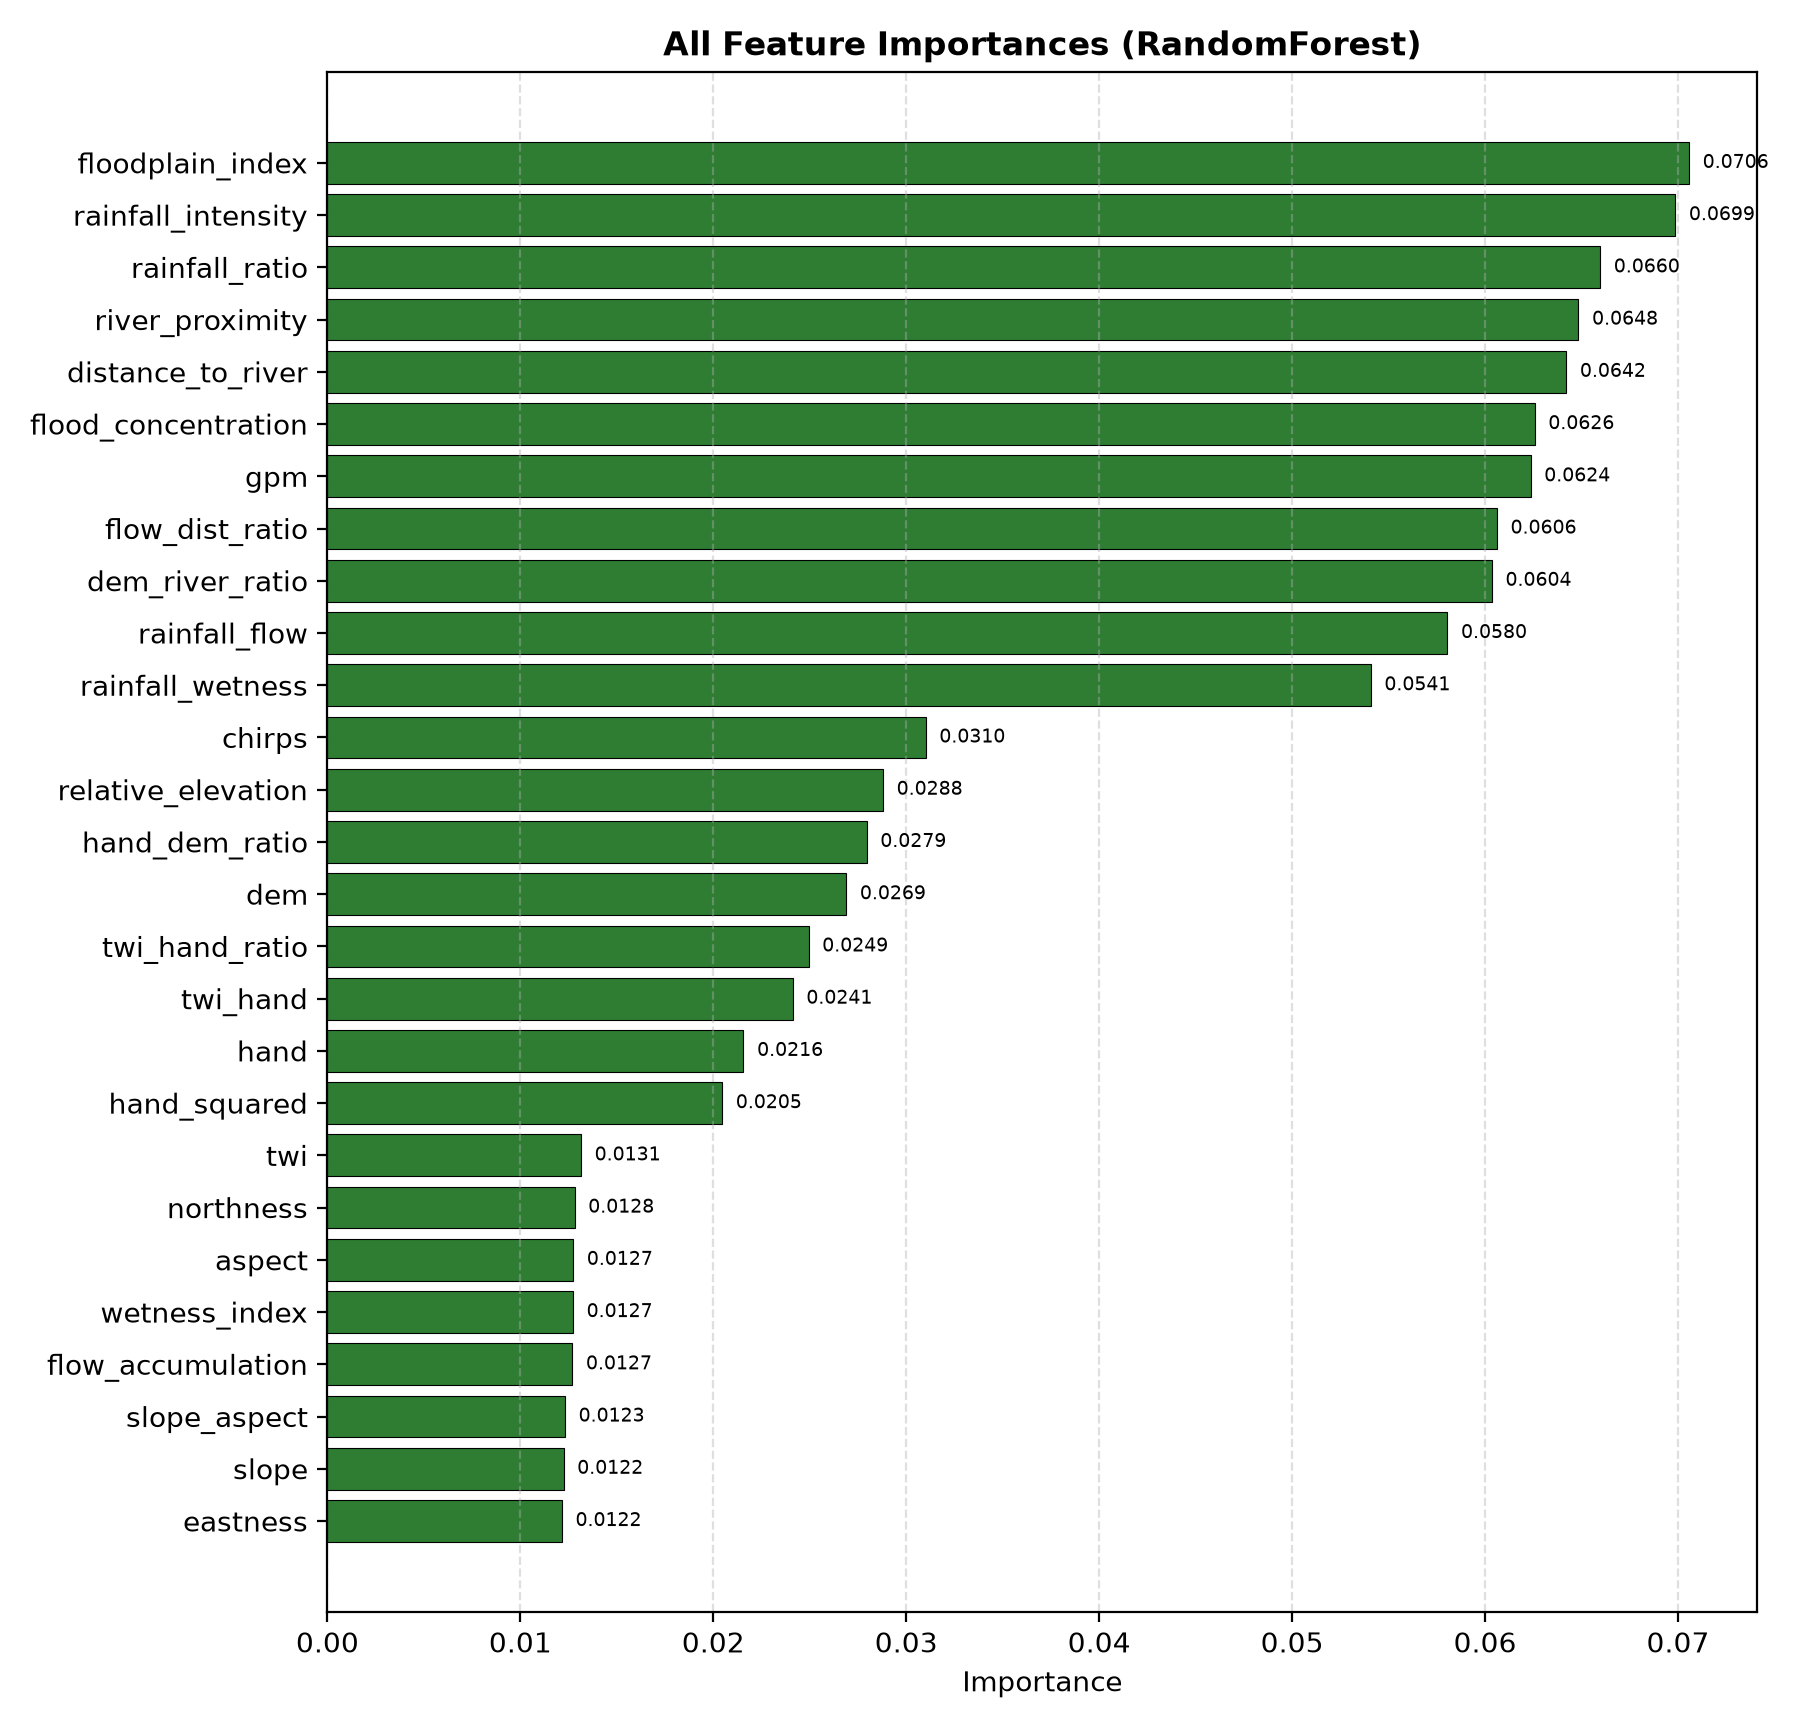 All Feature Importances (RandomForest)
floodplain_index 0.0706
rainfall_intensity 0.0699
rainfall_ratio 0.0660
river_proximity 0.0648
distance_to_river 0.0642
flood_concentration 0.0626
gpm 0.0624
flow_dist_ratio 0.0606
dem_river_ratio 0.0604
rainfall_flow 0.0580
rainfall_wetness 0.0541
chirps 0.0310
relative_elevation 0.0288
hand_dem_ratio 0.0279
dem 0.0269
twi_hand_ratio 0.0249
twi_hand 0.0241
hand 0.0216
hand_squared 0.0205
twi 0.0131
northness 0.0128
aspect 0.0127
wetness_index 0.0127
flow_accumulation 0.0127
slope_aspect 0.0123
slope 0.0122
eastness 0.0122
0.00 0.01 0.02 0.03 0.04 0.05 0.06 0.07
Importance